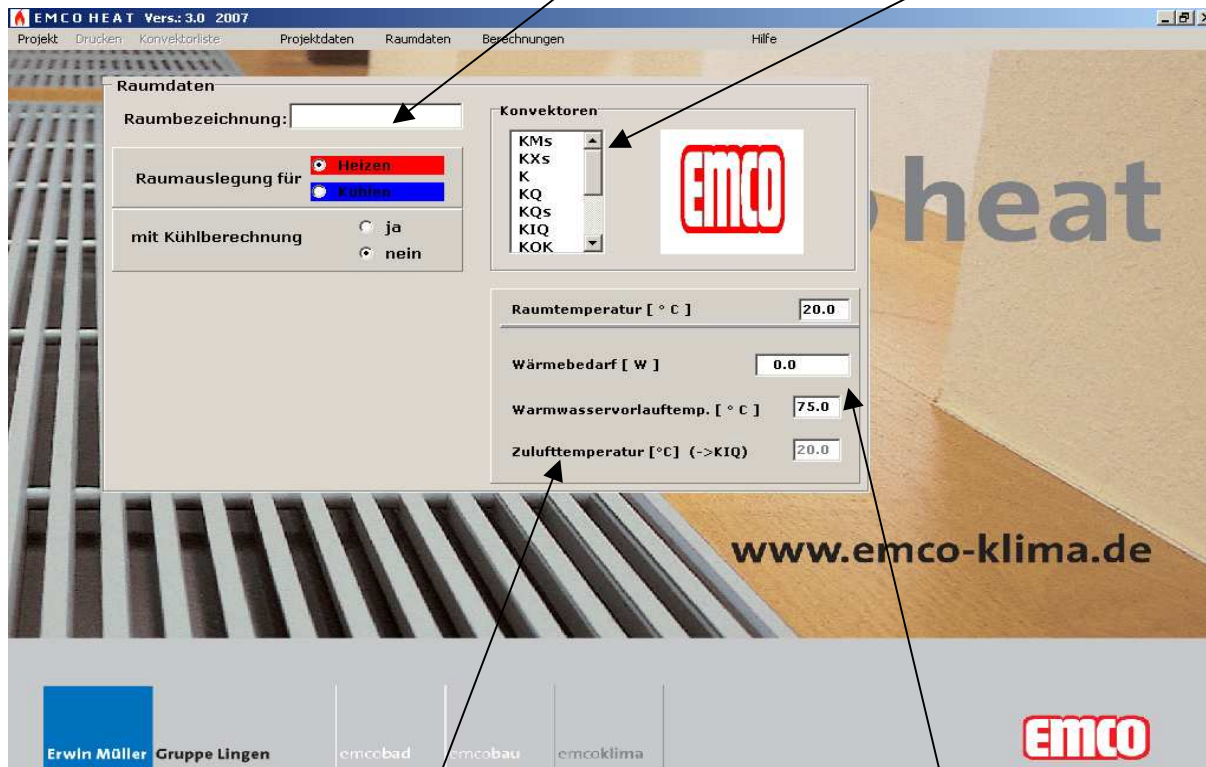 EMCO HEAT Vers.: 3.0 2007
Projekt Drucken Konvektorliste Projektdaten Raumdaten Berechnungen Hilfe
Raumdaten
Raumbezeichnung:
Raumauslegung für
Heizen
Kühlen
mit Kühlberechnung
ja
nein
Konvektoren
KMs
KXs
K
KQ
KQs
KIQ
KOK
emco
heat
Raumtemperatur [ ° C ] 20.0
Wärmebedarf [ W ] 0.0
Warmwasservorlauftemp. [ ° C ] 75.0
Zulufttemperatur [°C] (->KIQ) 20.0
www.emco-klima.de
Erwin Müller Gruppe Lingen emcobad emcobau emcoklima
emco